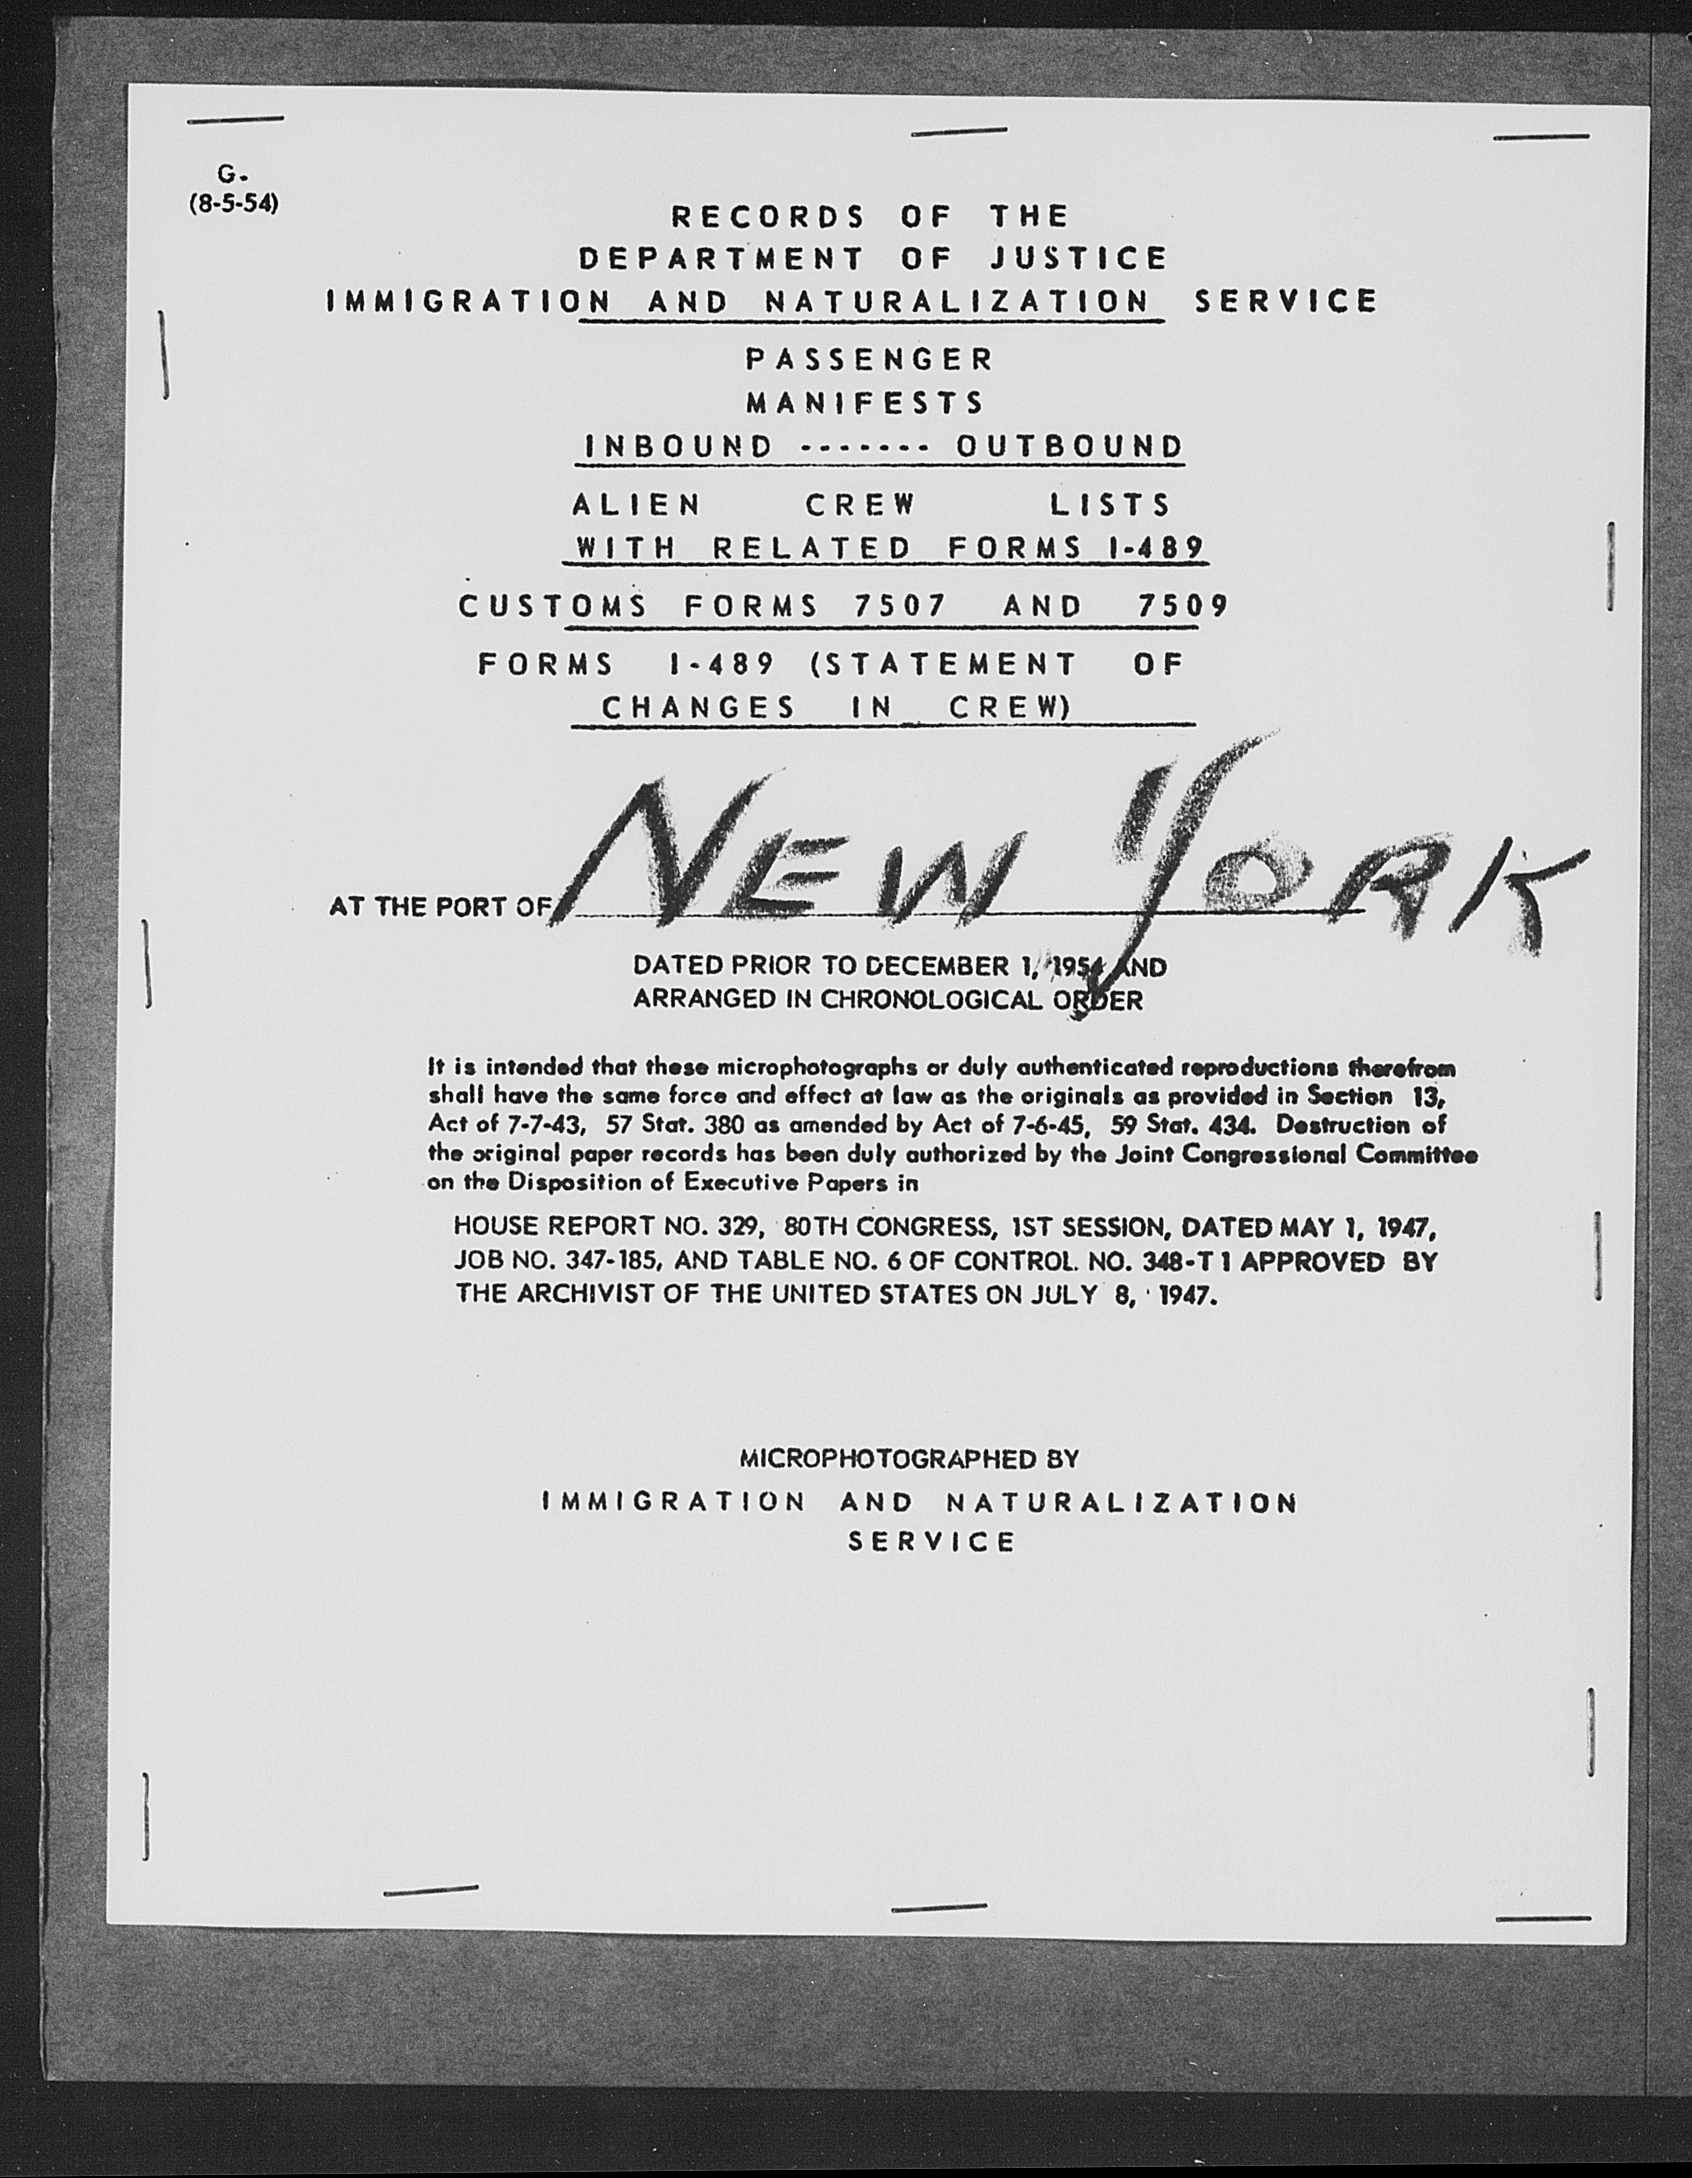 G.
(8-5-54)
RECORDS OF THE
DEPARTMENT OF JUSTICE
IMMIGRATION AND NATURALIZATION SERVICE
PASSENGER
MANIFESTS
INBOUND ------- OUTBOUND
ALIEN CREW LISTS
WITH RELATED FORMS I-489
CUSTOMS FORMS 7507 AND 7509
FORMS I-489 (STATEMENT OF
CHANGES IN CREW)
AT THE PORT OF NEW YORK
DATED PRIOR TO DECEMBER 1, 1954 AND
ARRANGED IN CHRONOLOGICAL ORDER
It is intended that these microphotographs or duly authenticated reproductions therefrom
shall have the same force and effect at law as the originals as provided in Section 13,
Act of 7-7-43, 57 Stat. 380 as amended by Act of 7-6-45, 59 Stat. 434. Destruction of
the original paper records has been duly authorized by the Joint Congressional Committee
on the Disposition of Executive Papers in
HOUSE REPORT NO. 329, 80TH CONGRESS, 1ST SESSION, DATED MAY 1, 1947,
JOB NO. 347-185, AND TABLE NO. 6 OF CONTROL NO. 348-T1 APPROVED BY
THE ARCHIVIST OF THE UNITED STATES ON JULY 8, 1947.
MICROPHOTOGRAPHED BY
IMMIGRATION AND NATURALIZATION
SERVICE